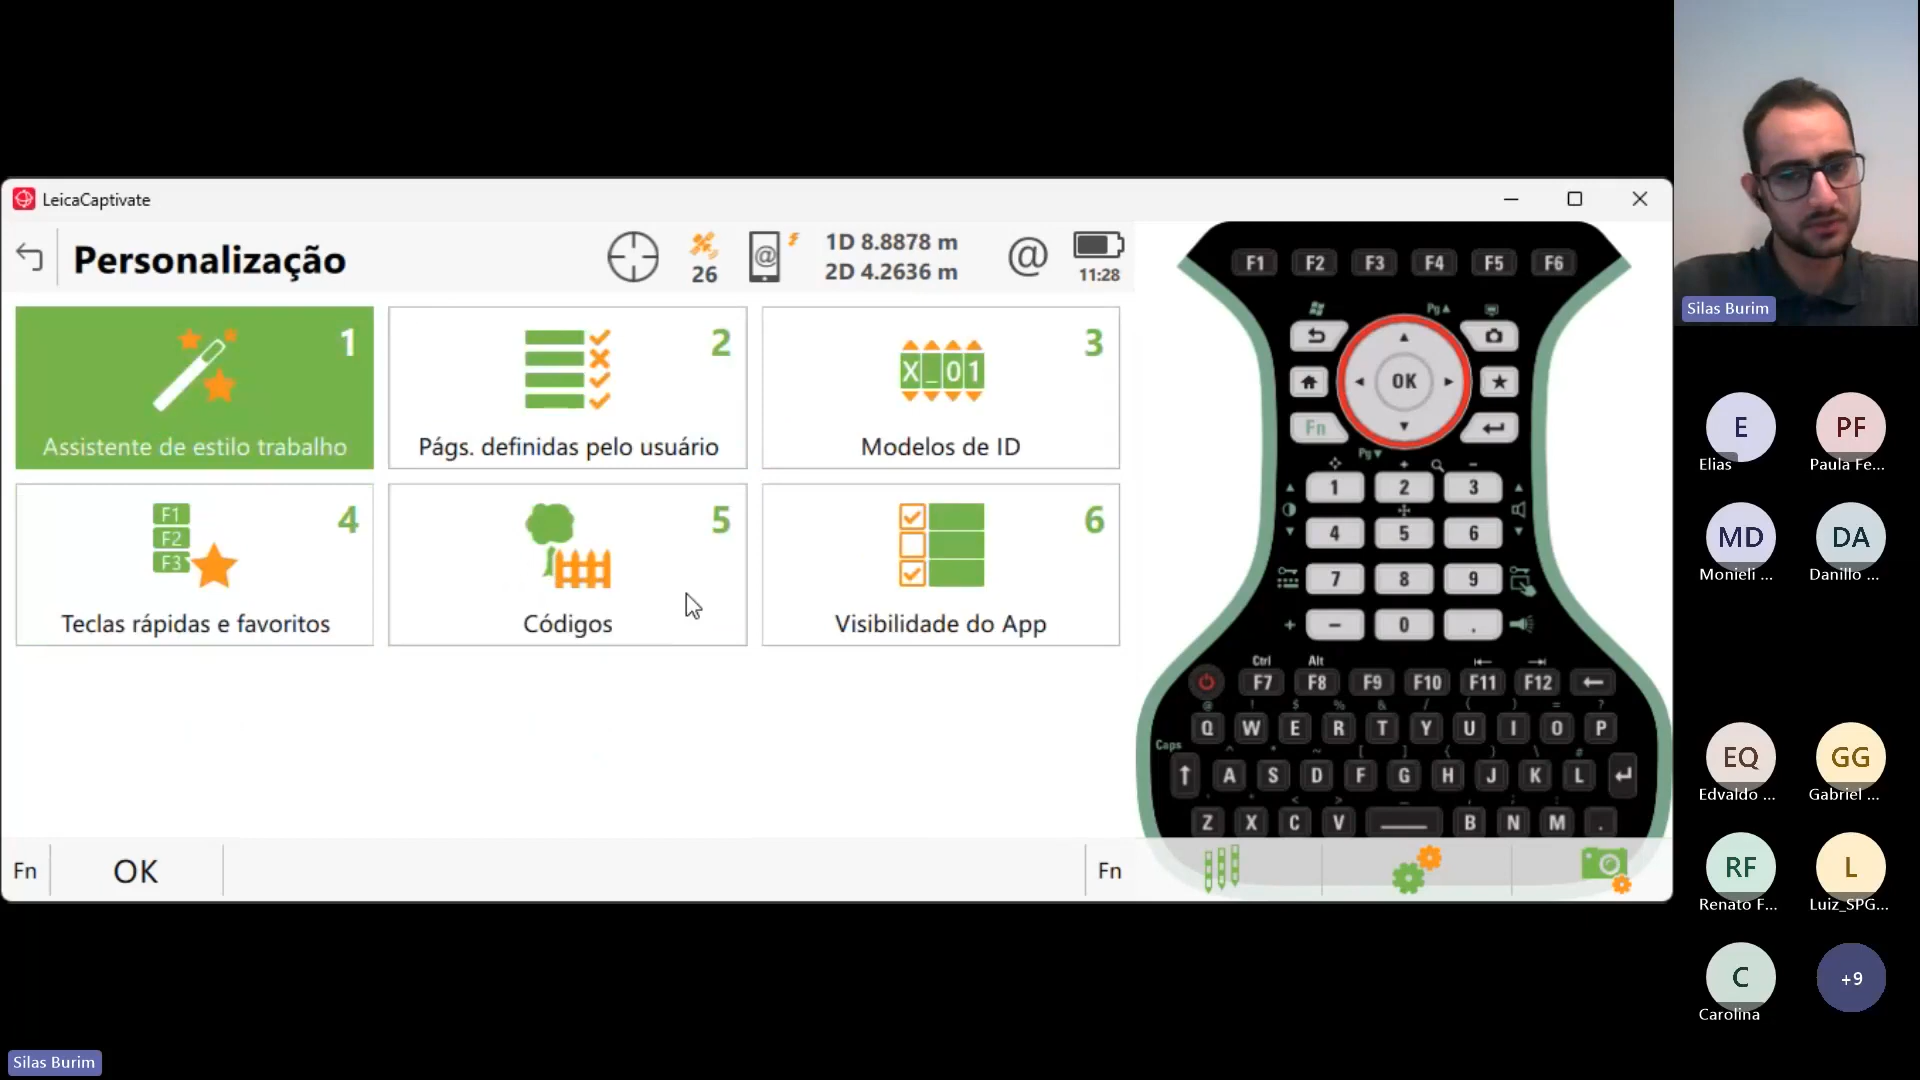 LeicaCaptivate
Personalização
26
@
1D 8.8878 m
2D 4.2636 m
@
11:28
1
Assistente de estilo trabalho
2
Págs. definidas pelo usuário
X_01
3
Modelos de ID
F1
F2
F3
4
Teclas rápidas e favoritos
5
Códigos
6
Visibilidade do App
Fn
OK
Fn
F1 F2 F3 F4 F5 F6
Pg
OK
Fn
Pg
1 2 3
4 5 6
7 8 9
+ - 0 .
Ctrl Alt
F7 F8 F9 F10 F11 F12
@ ! $ % & / ( ) = ?
Q W E R T Y U I O P
Caps
A S D F G H J K L
Z X C V B N M .
Silas Burim
E
Elias
PF
Paula Fe...
MD
Monieli ...
DA
Danillo ...
EQ
Edvaldo ...
GG
Gabriel ...
RF
Renato F...
L
Luiz_SPG...
C
Carolina
+9
Silas Burim